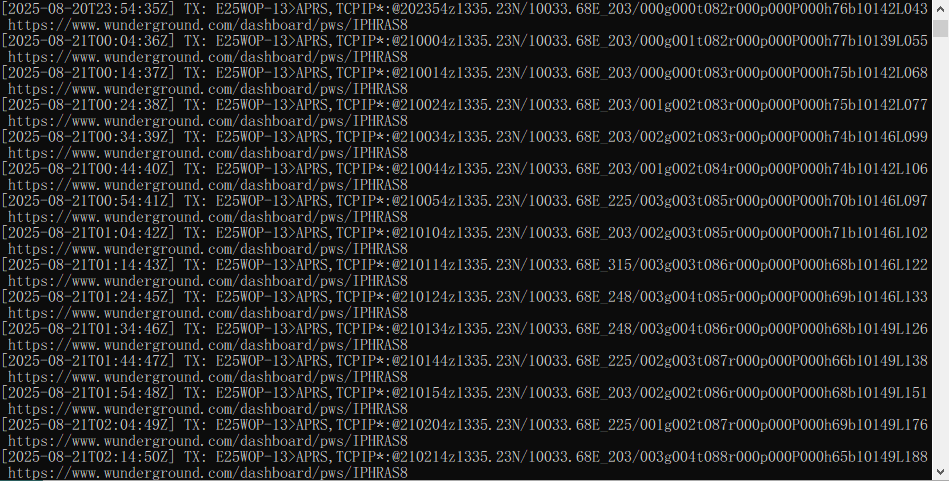 [2025-08-20T23:54:35Z] TX: E25WOP-13>APRS,TCPIP*:@202354z1335.23N/10033.68E_203/000g000t082r000p000P000h76b10142L043
https://www.wunderground.com/dashboard/pws/IPHRAS8
[2025-08-21T00:04:36Z] TX: E25WOP-13>APRS,TCPIP*:@210004z1335.23N/10033.68E_203/000g001t082r000p000P000h77b10139L055
https://www.wunderground.com/dashboard/pws/IPHRAS8
[2025-08-21T00:14:37Z] TX: E25WOP-13>APRS,TCPIP*:@210014z1335.23N/10033.68E_203/000g000t083r000p000P000h75b10142L068
https://www.wunderground.com/dashboard/pws/IPHRAS8
[2025-08-21T00:24:38Z] TX: E25WOP-13>APRS,TCPIP*:@210024z1335.23N/10033.68E_203/001g002t083r000p000P000h75b10142L077
https://www.wunderground.com/dashboard/pws/IPHRAS8
[2025-08-21T00:34:39Z] TX: E25WOP-13>APRS,TCPIP*:@210034z1335.23N/10033.68E_203/002g002t083r000p000P000h74b10146L099
https://www.wunderground.com/dashboard/pws/IPHRAS8
[2025-08-21T00:44:40Z] TX: E25WOP-13>APRS,TCPIP*:@210044z1335.23N/10033.68E_203/001g002t084r000p000P000h74b10142L106
https://www.wunderground.com/dashboard/pws/IPHRAS8
[2025-08-21T00:54:41Z] TX: E25WOP-13>APRS,TCPIP*:@210054z1335.23N/10033.68E_225/003g003t085r000p000P000h70b10146L097
https://www.wunderground.com/dashboard/pws/IPHRAS8
[2025-08-21T01:04:42Z] TX: E25WOP-13>APRS,TCPIP*:@210104z1335.23N/10033.68E_203/002g003t085r000p000P000h71b10146L102
https://www.wunderground.com/dashboard/pws/IPHRAS8
[2025-08-21T01:14:43Z] TX: E25WOP-13>APRS,TCPIP*:@210114z1335.23N/10033.68E_315/003g003t086r000p000P000h68b10146L122
https://www.wunderground.com/dashboard/pws/IPHRAS8
[2025-08-21T01:24:45Z] TX: E25WOP-13>APRS,TCPIP*:@210124z1335.23N/10033.68E_248/003g004t085r000p000P000h69b10146L133
https://www.wunderground.com/dashboard/pws/IPHRAS8
[2025-08-21T01:34:46Z] TX: E25WOP-13>APRS,TCPIP*:@210134z1335.23N/10033.68E_248/003g004t086r000p000P000h68b10149L126
https://www.wunderground.com/dashboard/pws/IPHRAS8
[2025-08-21T01:44:47Z] TX: E25WOP-13>APRS,TCPIP*:@210144z1335.23N/10033.68E_225/002g003t087r000p000P000h66b10149L138
https://www.wunderground.com/dashboard/pws/IPHRAS8
[2025-08-21T01:54:48Z] TX: E25WOP-13>APRS,TCPIP*:@210154z1335.23N/10033.68E_203/002g002t086r000p000P000h68b10149L151
https://www.wunderground.com/dashboard/pws/IPHRAS8
[2025-08-21T02:04:49Z] TX: E25WOP-13>APRS,TCPIP*:@210204z1335.23N/10033.68E_225/001g002t087r000p000P000h69b10149L176
https://www.wunderground.com/dashboard/pws/IPHRAS8
[2025-08-21T02:14:50Z] TX: E25WOP-13>APRS,TCPIP*:@210214z1335.23N/10033.68E_203/003g004t088r000p000P000h65b10149L188
https://www.wunderground.com/dashboard/pws/IPHRAS8